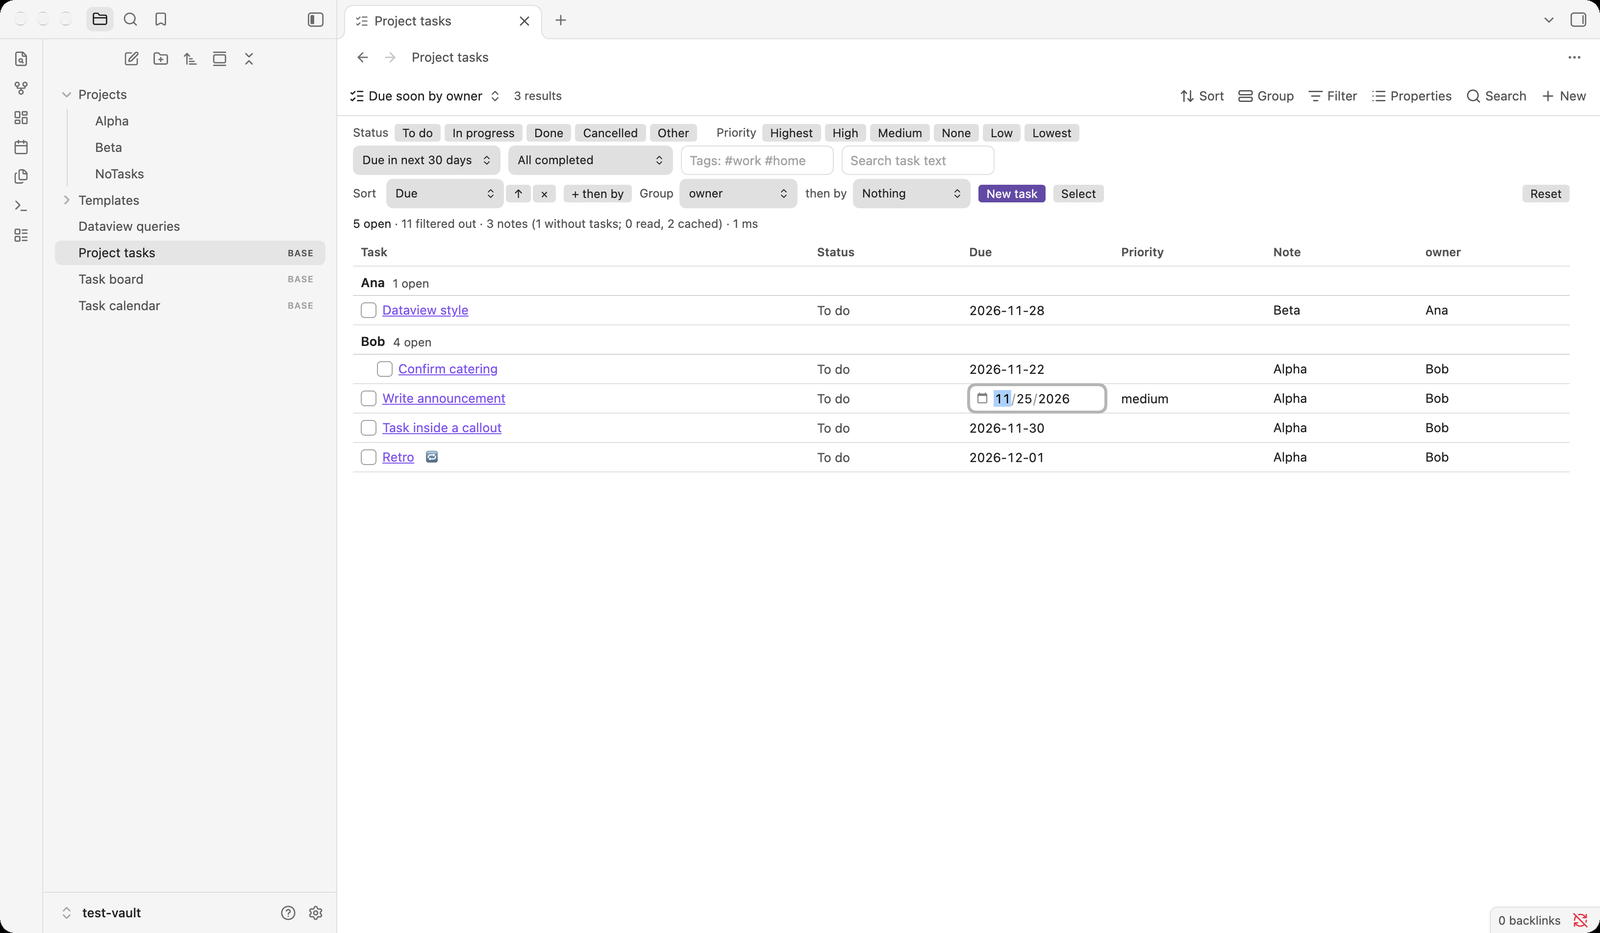 Project tasks
Project tasks
Projects
Alpha
Beta
NoTasks
Templates
Dataview queries
Project tasks BASE
Task board BASE
Task calendar BASE
test-vault
Due soon by owner 3 results Sort Group Filter Properties Search New
Status To do In progress Done Cancelled Other Priority Highest High Medium None Low Lowest
Due in next 30 days All completed Tags: #work #home Search task text
Sort Due ↑ × + then by Group owner then by Nothing New task Select Reset
5 open · 11 filtered out · 3 notes (1 without tasks; 0 read, 2 cached) · 1 ms
Task Status Due Priority Note owner
Ana 1 open
Dataview style To do 2026-11-28 Beta Ana
Bob 4 open
Confirm catering To do 2026-11-22 Alpha Bob
Write announcement To do 11/25/2026 medium Alpha Bob
Task inside a callout To do 2026-11-30 Alpha Bob
Retro To do 2026-12-01 Alpha Bob
0 backlinks